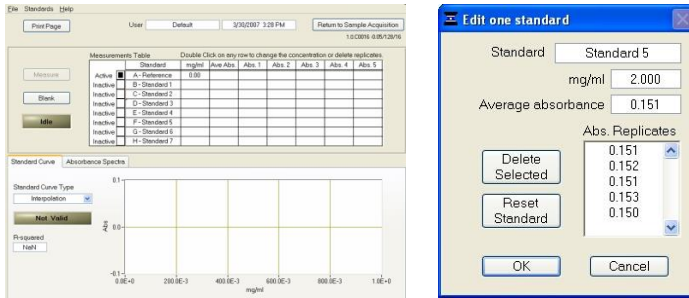 File Standards Help
Print Page
User
Default
3/30/2007 3:28 PM
Return to Sample Acquisition
1.0 C0016 0.05/128/16
Measurements Table
Double Click on any row to change the concentration or delete replicates.
Standard mg/ml Ave Abs Abs. 1 Abs. 2 Abs. 3 Abs. 4 Abs. 5
Active A - Reference 0.00
Inactive B - Standard 1
Inactive C - Standard 2
Inactive D - Standard 3
Inactive E - Standard 4
Inactive F - Standard 5
Inactive G - Standard 6
Inactive H - Standard 7
Measure
Blank
Idle
Standard Curve Absorbance Spectra
Standard Curve Type
Interpolation
Not Valid
R-squared
NaN
0.1
Abs
0.0
-0.1
0.0E+0 200.0E-3 400.0E-3 600.0E-3 800.0E-3 1.0E+0
mg/ml
Edit one standard
Standard Standard 5
mg/ml 2.000
Average absorbance 0.151
Abs. Replicates
0.151
0.152
0.151
0.153
0.150
Delete
Selected
Reset
Standard
OK Cancel